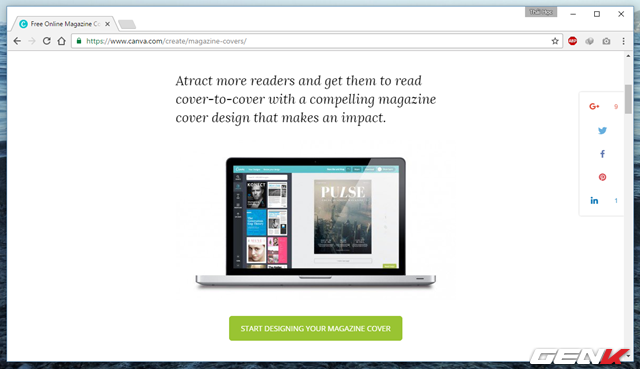 Free Online Magazine Co
https://www.canva.com/create/magazine-covers/
Atract more readers and get them to read
cover-to-cover with a compelling magazine
cover design that makes an impact.
G+ 9
f
in 1
KONECT
PULSE
START DESIGNING YOUR MAGAZINE COVER
GENK